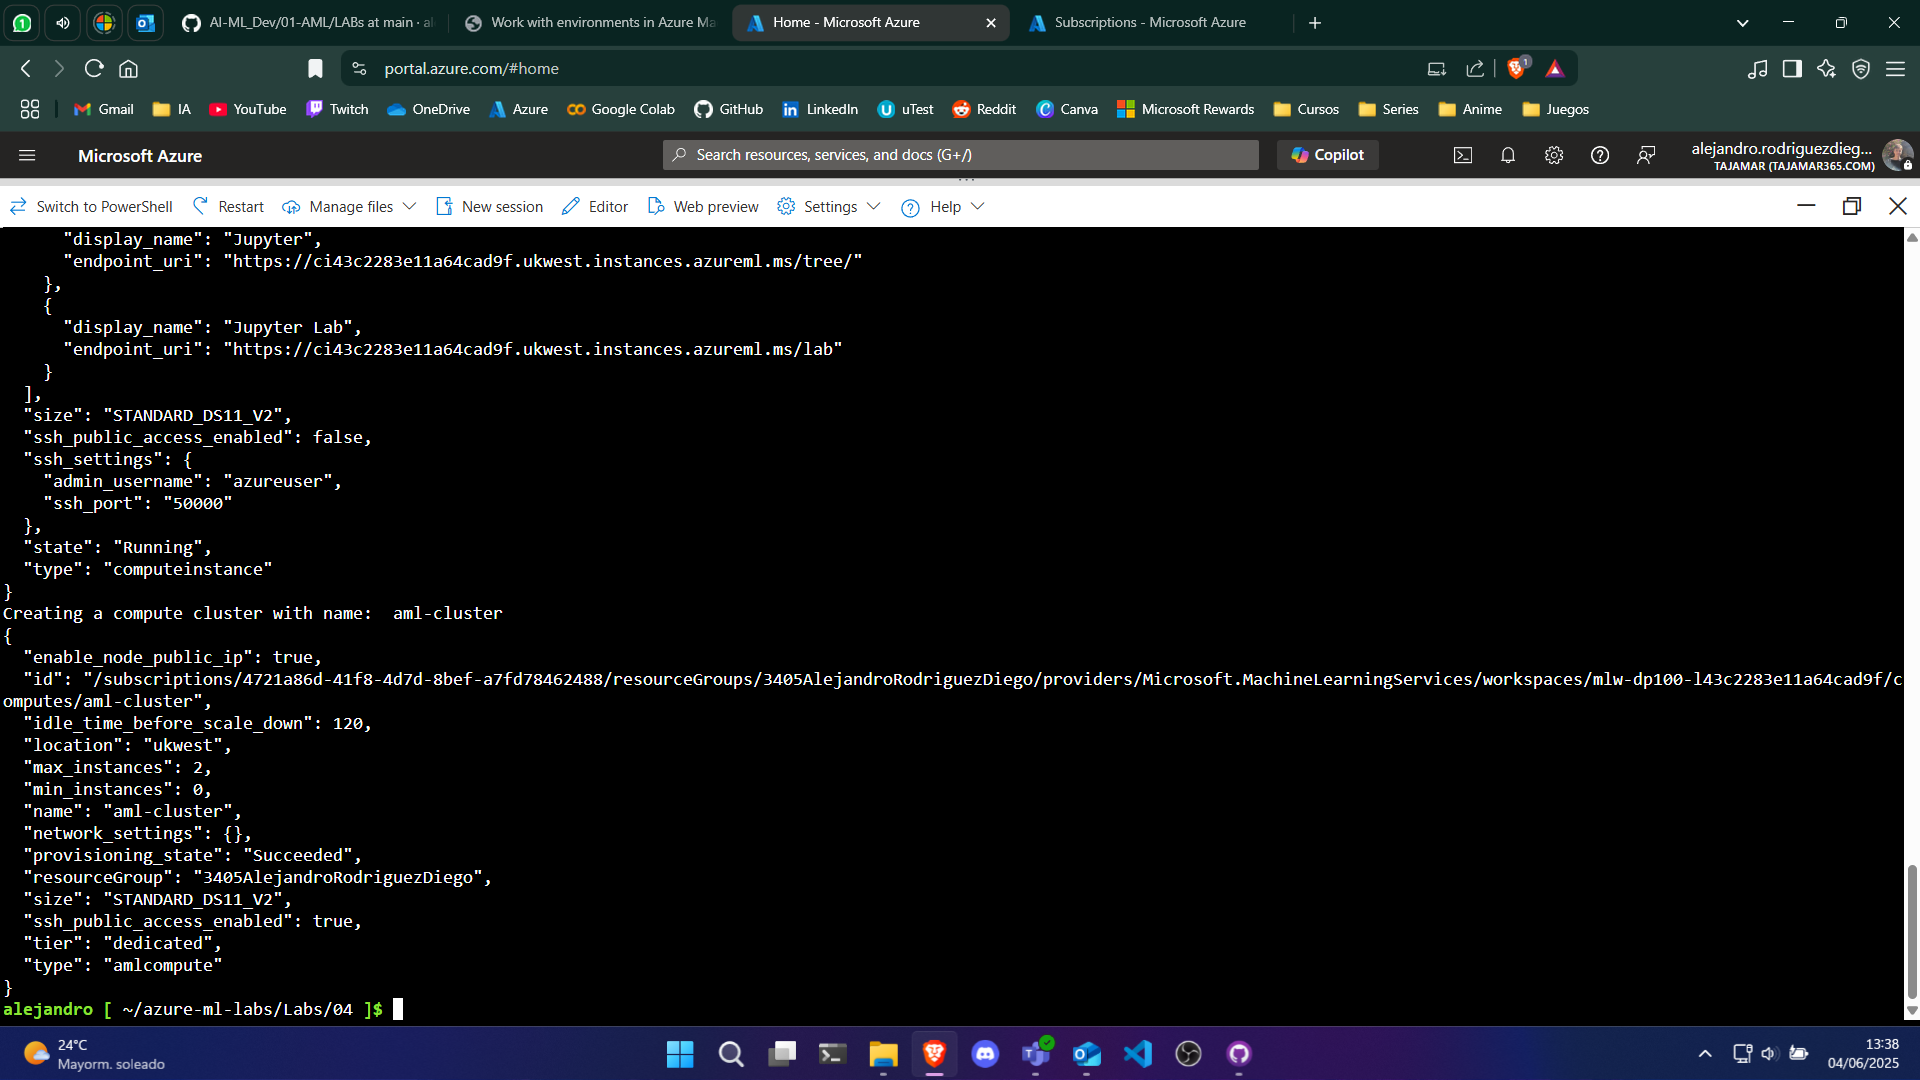 AI-ML_Dev/01-AML/LABs at main · al
Work with environments in Azure Ma
Home - Microsoft Azure
Subscriptions - Microsoft Azure
portal.azure.com/#home
1
Gmail
IA
YouTube
Twitch
OneDrive
Azure
Google Colab
GitHub
LinkedIn
uTest
Reddit
Canva
Microsoft Rewards
Cursos
Series
Anime
Juegos
Microsoft Azure
Search resources, services, and docs (G+/)
Copilot
alejandro.rodriguezdieg...
TAJAMAR (TAJAMAR365.COM)
Switch to PowerShell
Restart
Manage files
New session
Editor
Web preview
Settings
Help
"display_name": "Jupyter",
"endpoint_uri": "https://ci43c2283e11a64cad9f.ukwest.instances.azureml.ms/tree/"
},
{
"display_name": "Jupyter Lab",
"endpoint_uri": "https://ci43c2283e11a64cad9f.ukwest.instances.azureml.ms/lab"
}
],
"size": "STANDARD_DS11_V2",
"ssh_public_access_enabled": false,
"ssh_settings": {
"admin_username": "azureuser",
"ssh_port": "50000"
},
"state": "Running",
"type": "computeinstance"
}
Creating a compute cluster with name:  aml-cluster
{
"enable_node_public_ip": true,
"id": "/subscriptions/4721a86d-41f8-4d7d-8bef-a7fd78462488/resourceGroups/3405AlejandroRodriguezDiego/providers/Microsoft.MachineLearningServices/workspaces/mlw-dp100-l43c2283e11a64cad9f/c
omputes/aml-cluster",
"idle_time_before_scale_down": 120,
"location": "ukwest",
"max_instances": 2,
"min_instances": 0,
"name": "aml-cluster",
"network_settings": {},
"provisioning_state": "Succeeded",
"resourceGroup": "3405AlejandroRodriguezDiego",
"size": "STANDARD_DS11_V2",
"ssh_public_access_enabled": true,
"tier": "dedicated",
"type": "amlcompute"
}
alejandro [ ~/azure-ml-labs/Labs/04 ]$
24°C
Mayorm. soleado
13:38
04/06/2025